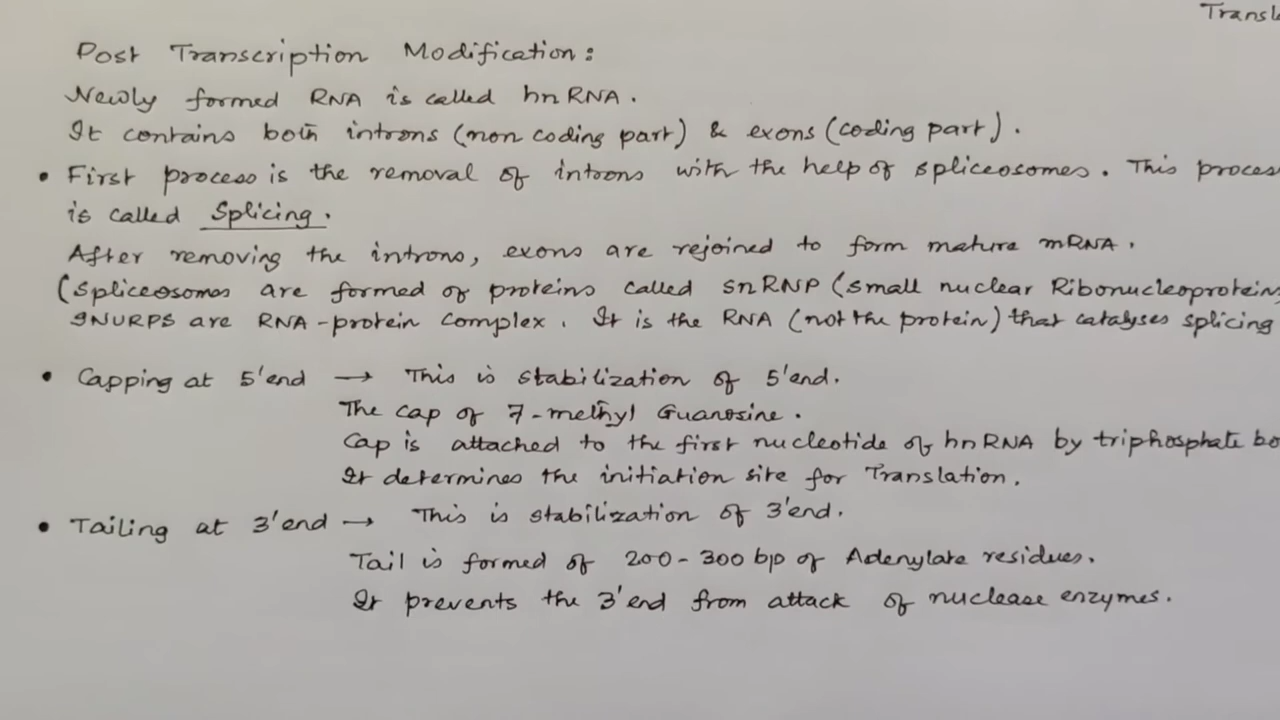 Transl
Post Transcription Modification:
Newly formed RNA is called hnRNA.
It contains both introns (non coding part) & exons (coding part).
• First process is the removal of introns with the help of spliceosomes. This proces
is called Splicing.
After removing the introns, exons are rejoined to form mature mRNA.
(Spliceosomes are formed of proteins called snRNP (small nuclear Ribonucleoprotein
SNURPS are RNA-protein complex. It is the RNA (not the protein) that catalyses splicing
• Capping at 5'end → This is stabilization of 5'end.
The cap of 7-methyl Guanosine.
Cap is attached to the first nucleotide of hnRNA by triphosphate bo
It determines the initiation site for Translation.
• Tailing at 3'end → This is stabilization of 3'end.
Tail is formed of 200-300 bp of Adenylate residues.
It prevents the 3'end from attack of nuclease enzymes.